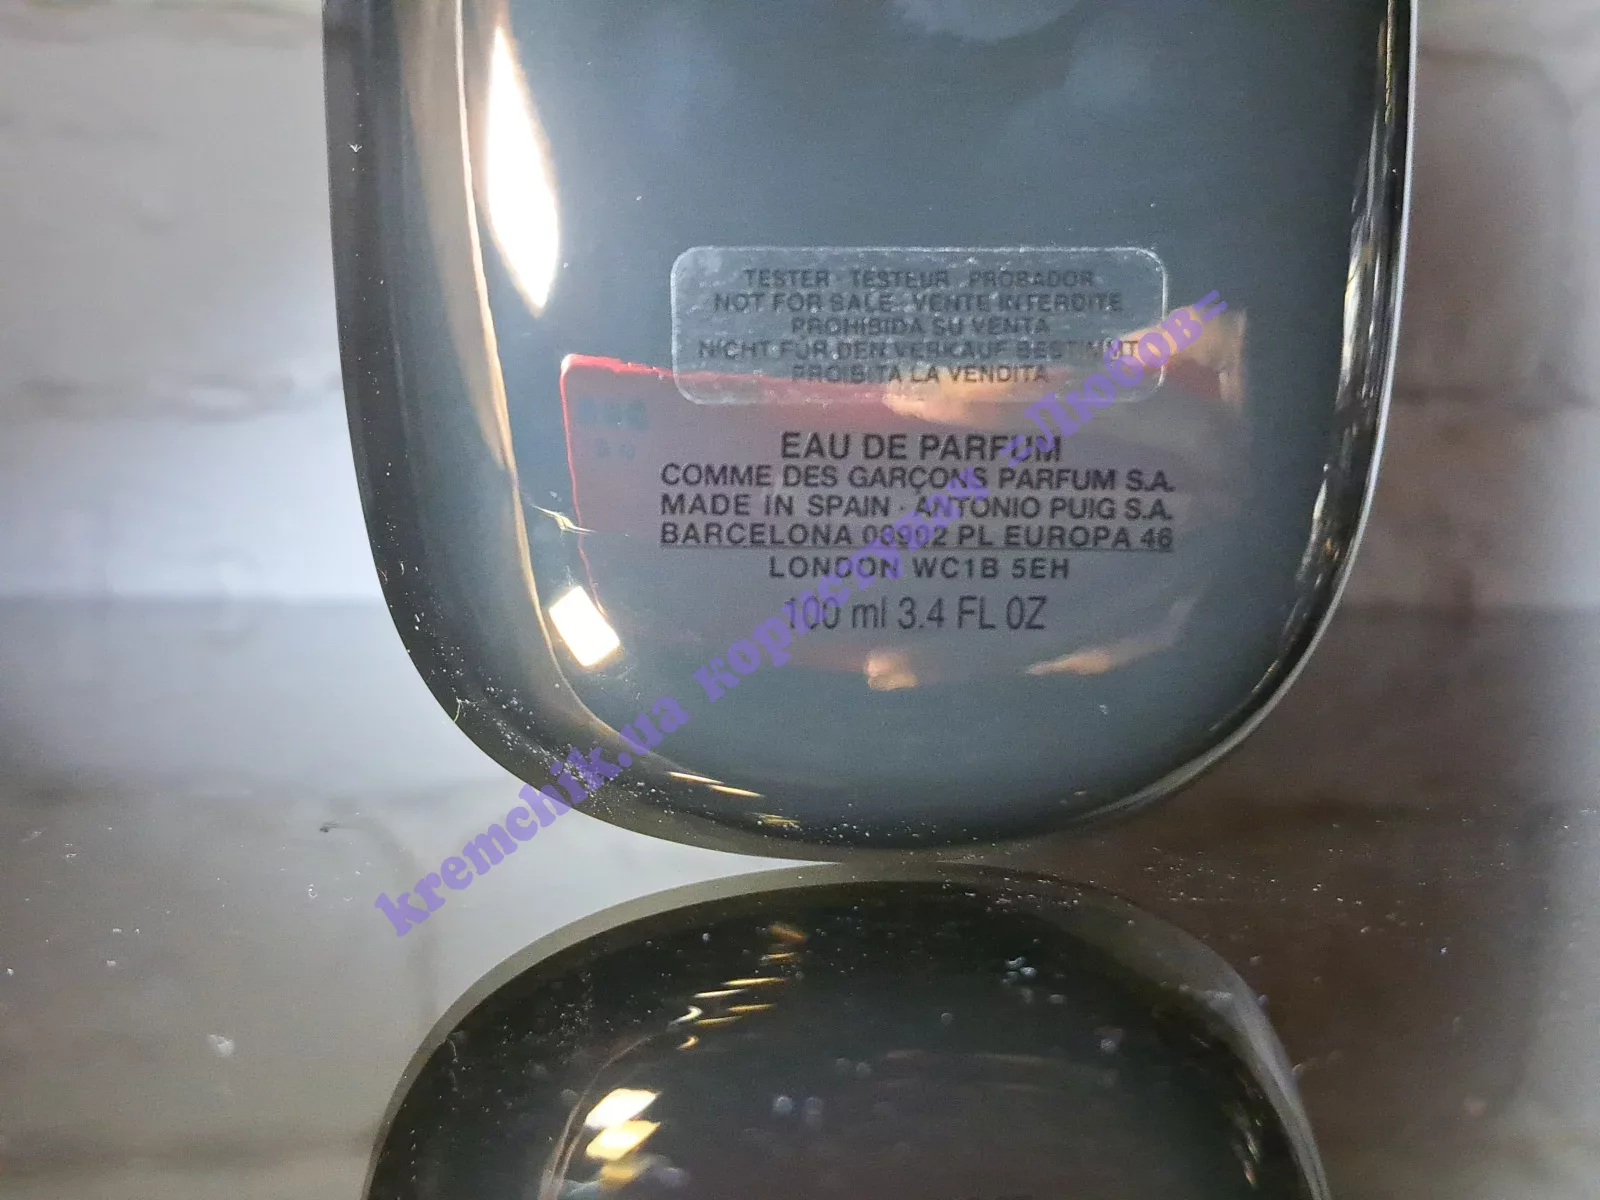 TESTER TESTEUR PROBADOR
NOT FOR SALE. VENTE INTERDITE
PROHIBIDA SU VENTA
NICHT FÜR DEN VERKAUF BESTIMMT
PROIBITA LA VENDITA
EAU DE PARFUM
COMME DES GARÇONS PARFUM S.A.
MADE IN SPAIN · ANTONIO PUIG S.A.
BARCELONA 08902 PL EUROPA 46
LONDON WC1B 5EH
100 ml 3.4 FL OZ
kremchik.ua користувач -Любов-